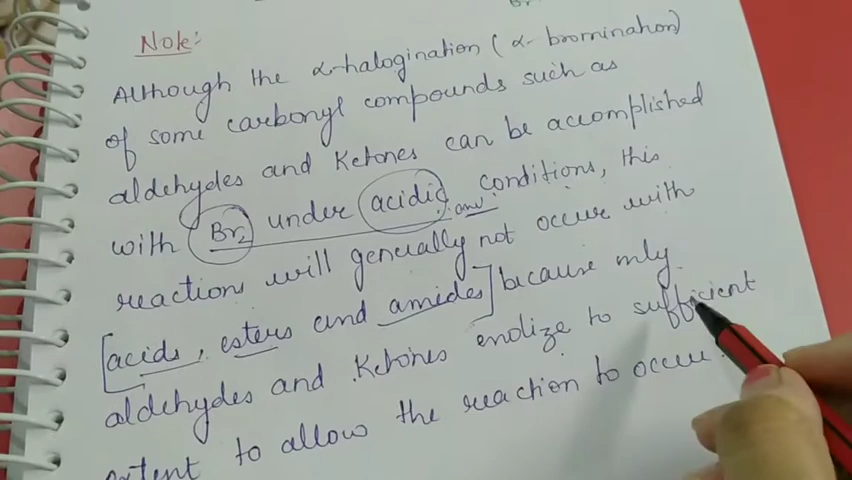 Note:-
Although the α-halogination (α-bromination)
of some carbonyl compounds such as
aldehydes and Ketones can be accomplished
with Br2 under acidic conditions, this
reactions will generally not occur with
[acids, esters and amides] because only
aldehydes and Ketones enolize to sufficient
extent to allow the reaction to occur.